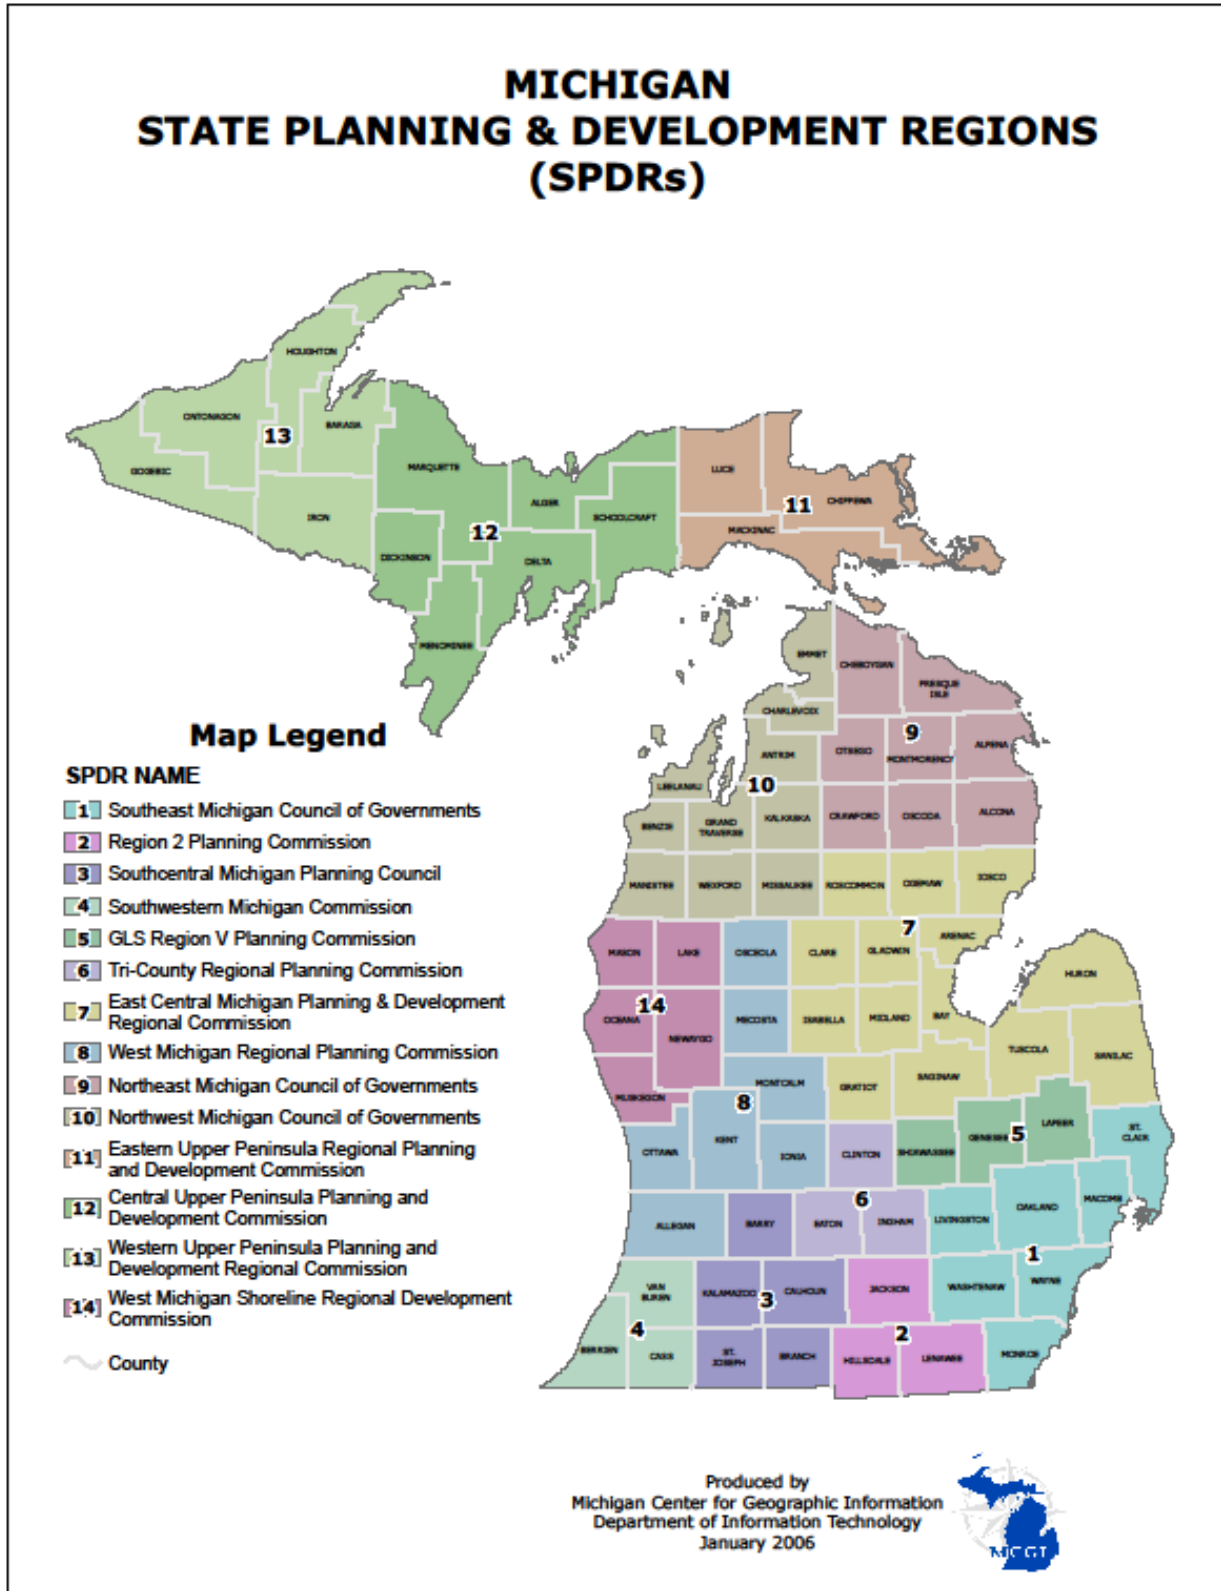 MICHIGAN
STATE PLANNING & DEVELOPMENT REGIONS
(SPDRs)
HOUGHTON
ONTONAGON
BARAGA
13
GOGEBIC
MARQUETTE
LUCE
IRON
ALGER
SCHOOLCRAFT
11
CHIPPEWA
MACKINAC
12
DICKINSON
DELTA
MENOMINEE
EMMET
CHEBOYGAN
PRESQUE
ISLE
CHARLEVOIX
9
OTSEGO
MONTMORENCY
ALPENA
ANTRIM
10
LEELANAU
BENZIE
GRAND
TRAVERSE
KALKASKA
CRAWFORD
OSCODA
ALCONA
MANISTEE
WEXFORD
MISSAUKEE
ROSCOMMON
OGEMAW
IOSCO
7
ARENAC
MASON
LAKE
OSCEOLA
CLARE
GLADWIN
HURON
14
OCEANA
NEWAYGO
MECOSTA
ISABELLA
MIDLAND
BAY
TUSCOLA
SANILAC
MUSKEGON
MONTCALM
GRATIOT
SAGINAW
8
OTTAWA
KENT
IONIA
CLINTON
SHIAWASSEE
GENESEE
5
LAPEER
ST.
CLAIR
6
ALLEGAN
BARRY
EATON
INGHAM
LIVINGSTON
OAKLAND
MACOMB
1
VAN
BUREN
KALAMAZOO
3
CALHOUN
JACKSON
WASHTENAW
WAYNE
4
2
BERRIEN
CASS
ST.
JOSEPH
BRANCH
HILLSDALE
LENAWEE
MONROE
Map Legend
SPDR NAME
1 Southeast Michigan Council of Governments
2 Region 2 Planning Commission
3 Southcentral Michigan Planning Council
4 Southwestern Michigan Commission
5 GLS Region V Planning Commission
6 Tri-County Regional Planning Commission
7 East Central Michigan Planning & Development
Regional Commission
8 West Michigan Regional Planning Commission
9 Northeast Michigan Council of Governments
10 Northwest Michigan Council of Governments
11 Eastern Upper Peninsula Regional Planning
and Development Commission
12 Central Upper Peninsula Planning and
Development Commission
13 Western Upper Peninsula Planning and
Development Regional Commission
14 West Michigan Shoreline Regional Development
Commission
County
Produced by
Michigan Center for Geographic Information
Department of Information Technology
January 2006
MCGI